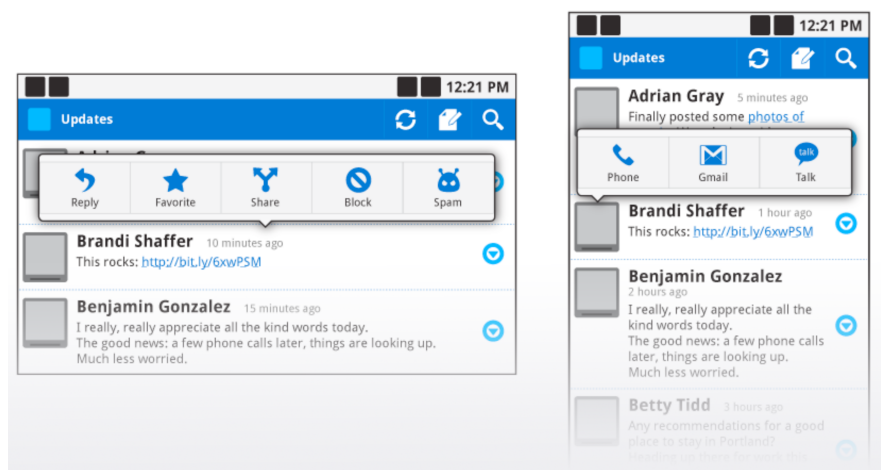 12:21 PM
Updates
Reply
Favorite
Share
Block
Spam
Brandi Shaffer 10 minutes ago
This rocks: http://bit.ly/6xwPSM
Benjamin Gonzalez 15 minutes ago
I really, really appreciate all the kind words today.
The good news: a few phone calls later, things are looking up.
Much less worried.
12:21 PM
Updates
Adrian Gray 5 minutes ago
Finally posted some photos of
Phone
Gmail
talk
Talk
Brandi Shaffer 1 hour ago
This rocks: http://bit.ly/6xwPSM
Benjamin Gonzalez
2 hours ago
I really, really appreciate all the
kind words today.
The good news: a few phone calls
later, things are looking up.
Much less worried.
Betty Tidd 3 hours ago
Any recommendations for a good
place to stay in Portland?
Heading up there for work this